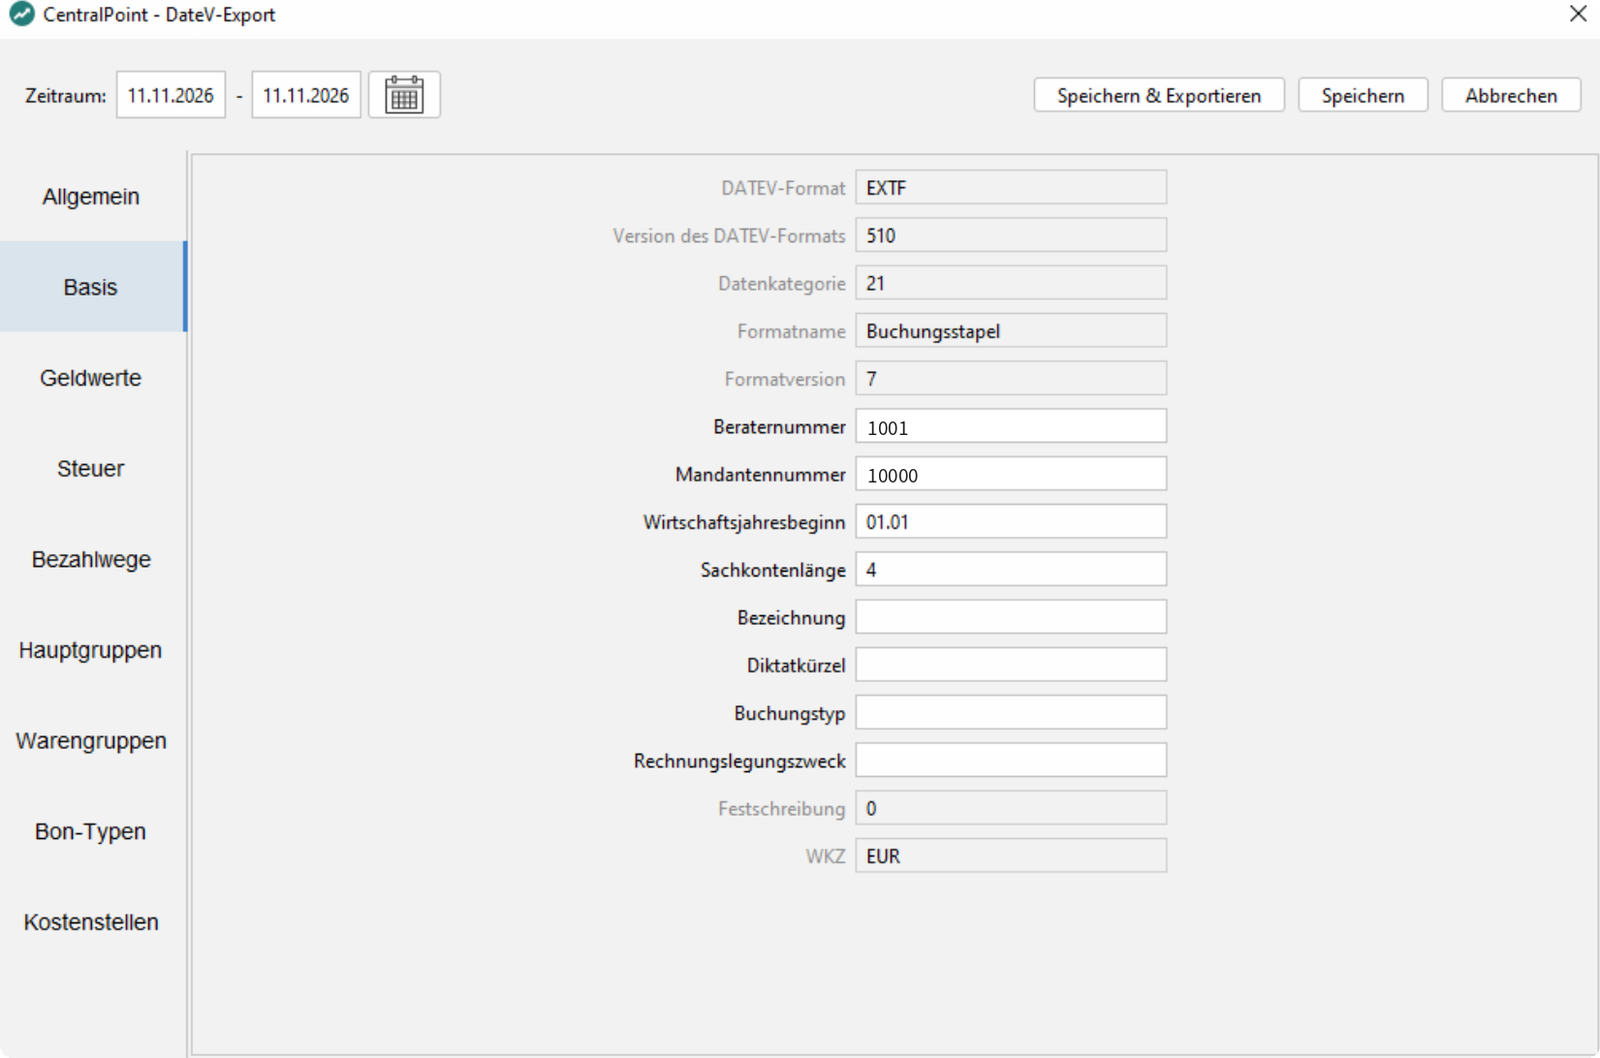 CentralPoint - DateV-Export
Zeitraum: 11.11.2026 - 11.11.2026
Speichern & Exportieren
Speichern
Abbrechen
Allgemein
Basis
Geldwerte
Steuer
Bezahlwege
Hauptgruppen
Warengruppen
Bon-Typen
Kostenstellen
DATEV-Format EXTF
Version des DATEV-Formats 510
Datenkategorie 21
Formatname Buchungsstapel
Formatversion 7
Beraternummer 1001
Mandantennummer 10000
Wirtschaftsjahresbeginn 01.01
Sachkontenlänge 4
Bezeichnung
Diktatkürzel
Buchungstyp
Rechnungslegungszweck
Festschreibung 0
WKZ EUR